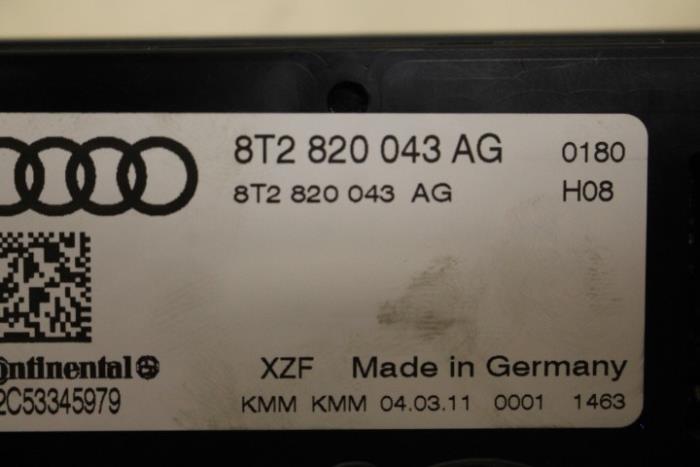 8T2 820 043 AG 0180
8T2 820 043 AG H08
ontinental
XZF Made in Germany
2C53345979
KMM KMM 04.03.11 0001 1463